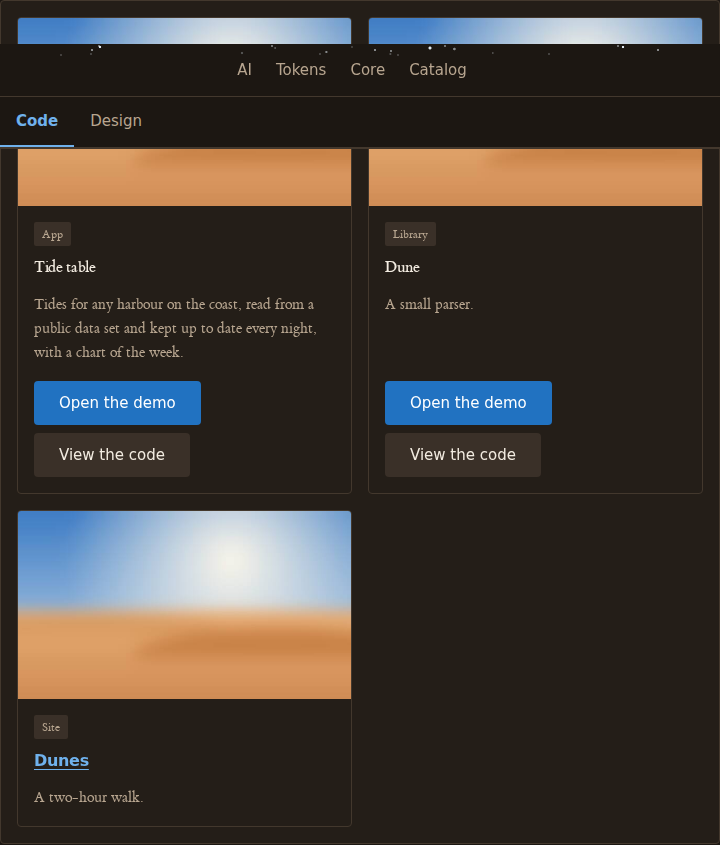 AI Tokens Core Catalog
Code Design
App
Tide table
Tides for any harbour on the coast, read from a
public data set and kept up to date every night,
with a chart of the week.
Open the demo
View the code
Library
Dune
A small parser.
Open the demo
View the code
Site
Dunes
A two-hour walk.